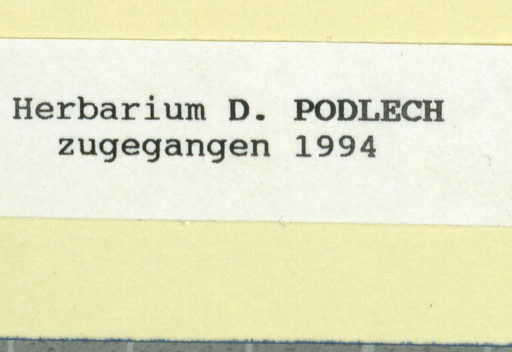 Herbarium D. PODLECH
zugegangen 1994